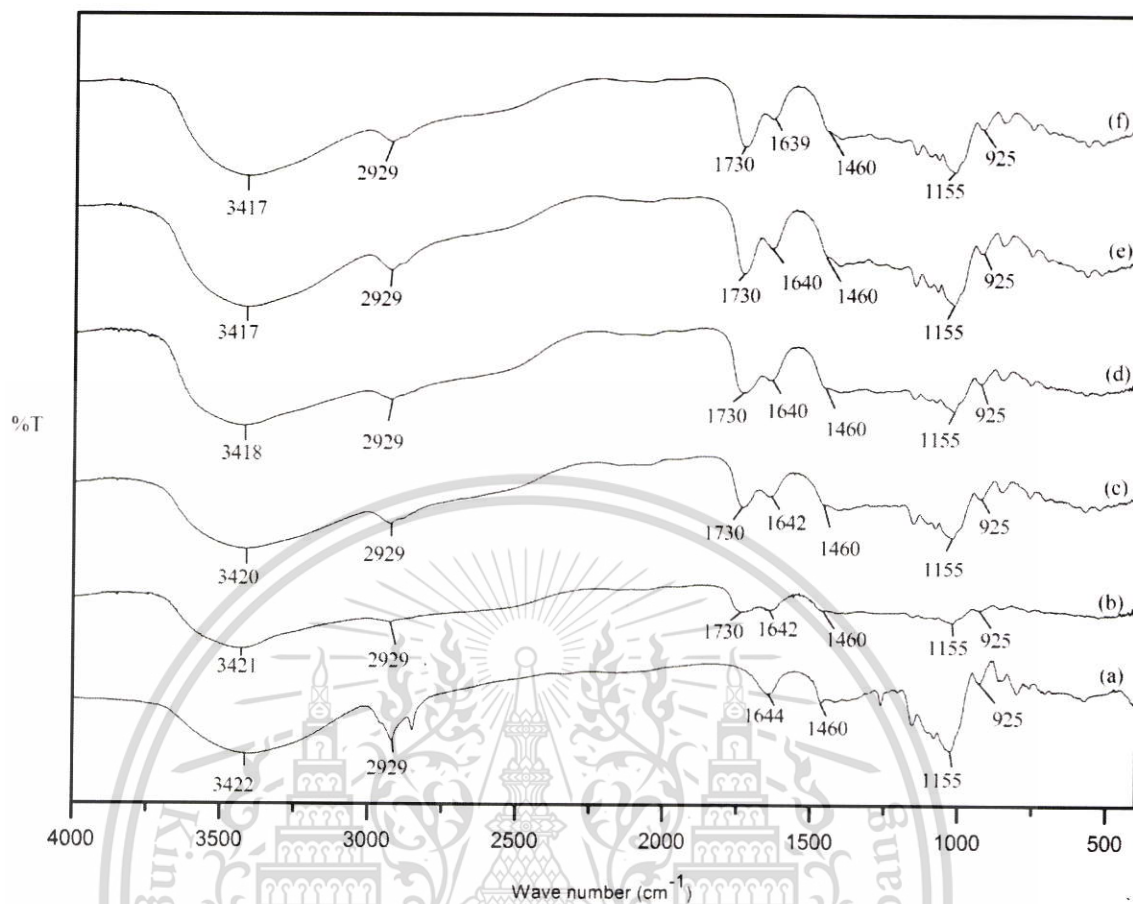 (f)
2929 1730 1639 1460 1155 925
3417
(e)
2929 1730 1640 1460 1155 925
3417
(d)
%T
3418 2929 1730 1640 1460 1155 925
(c)
3420 2929 1730 1642 1460 1155 925
(b)
3421 2929 1730 1642 1460 1155 925
(a)
3422 2929 1644 1460 1155 925
4000 3500 3000 2500 2000 1500 1000 500
Wave number (cm⁻¹)
King